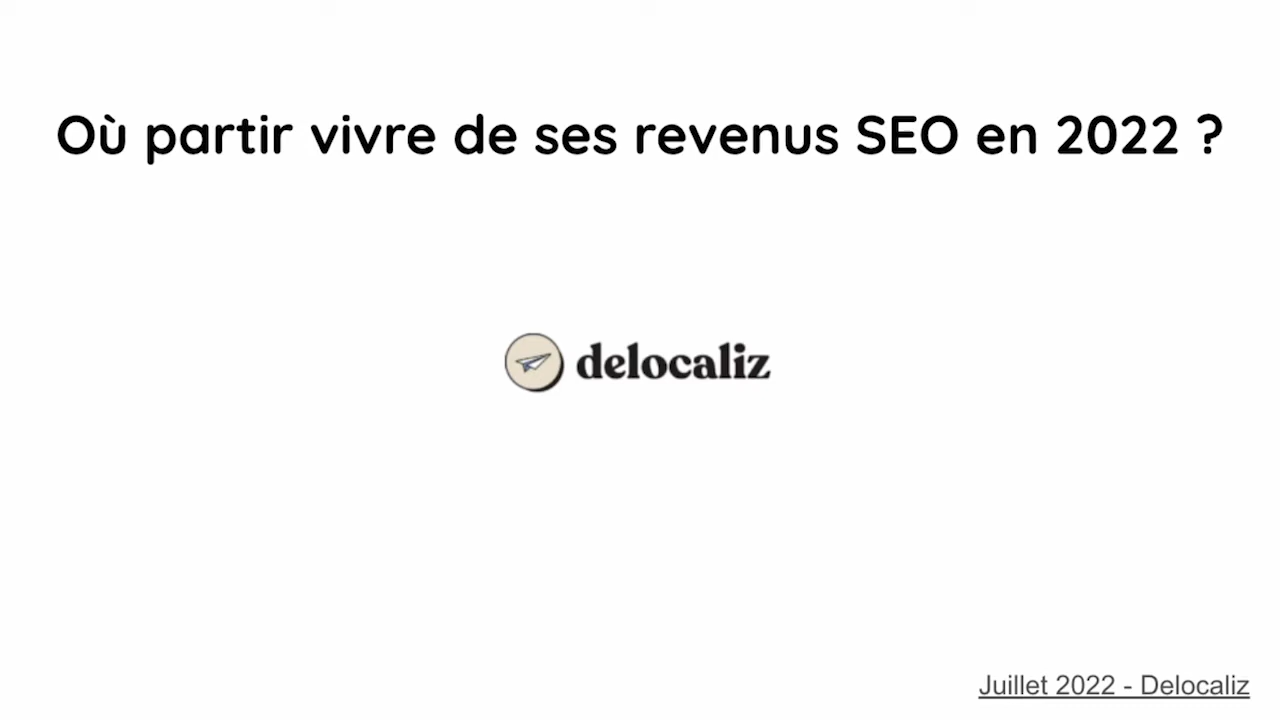 Où partir vivre de ses revenus SEO en 2022 ?
delocaliz
Juillet 2022 - Delocaliz